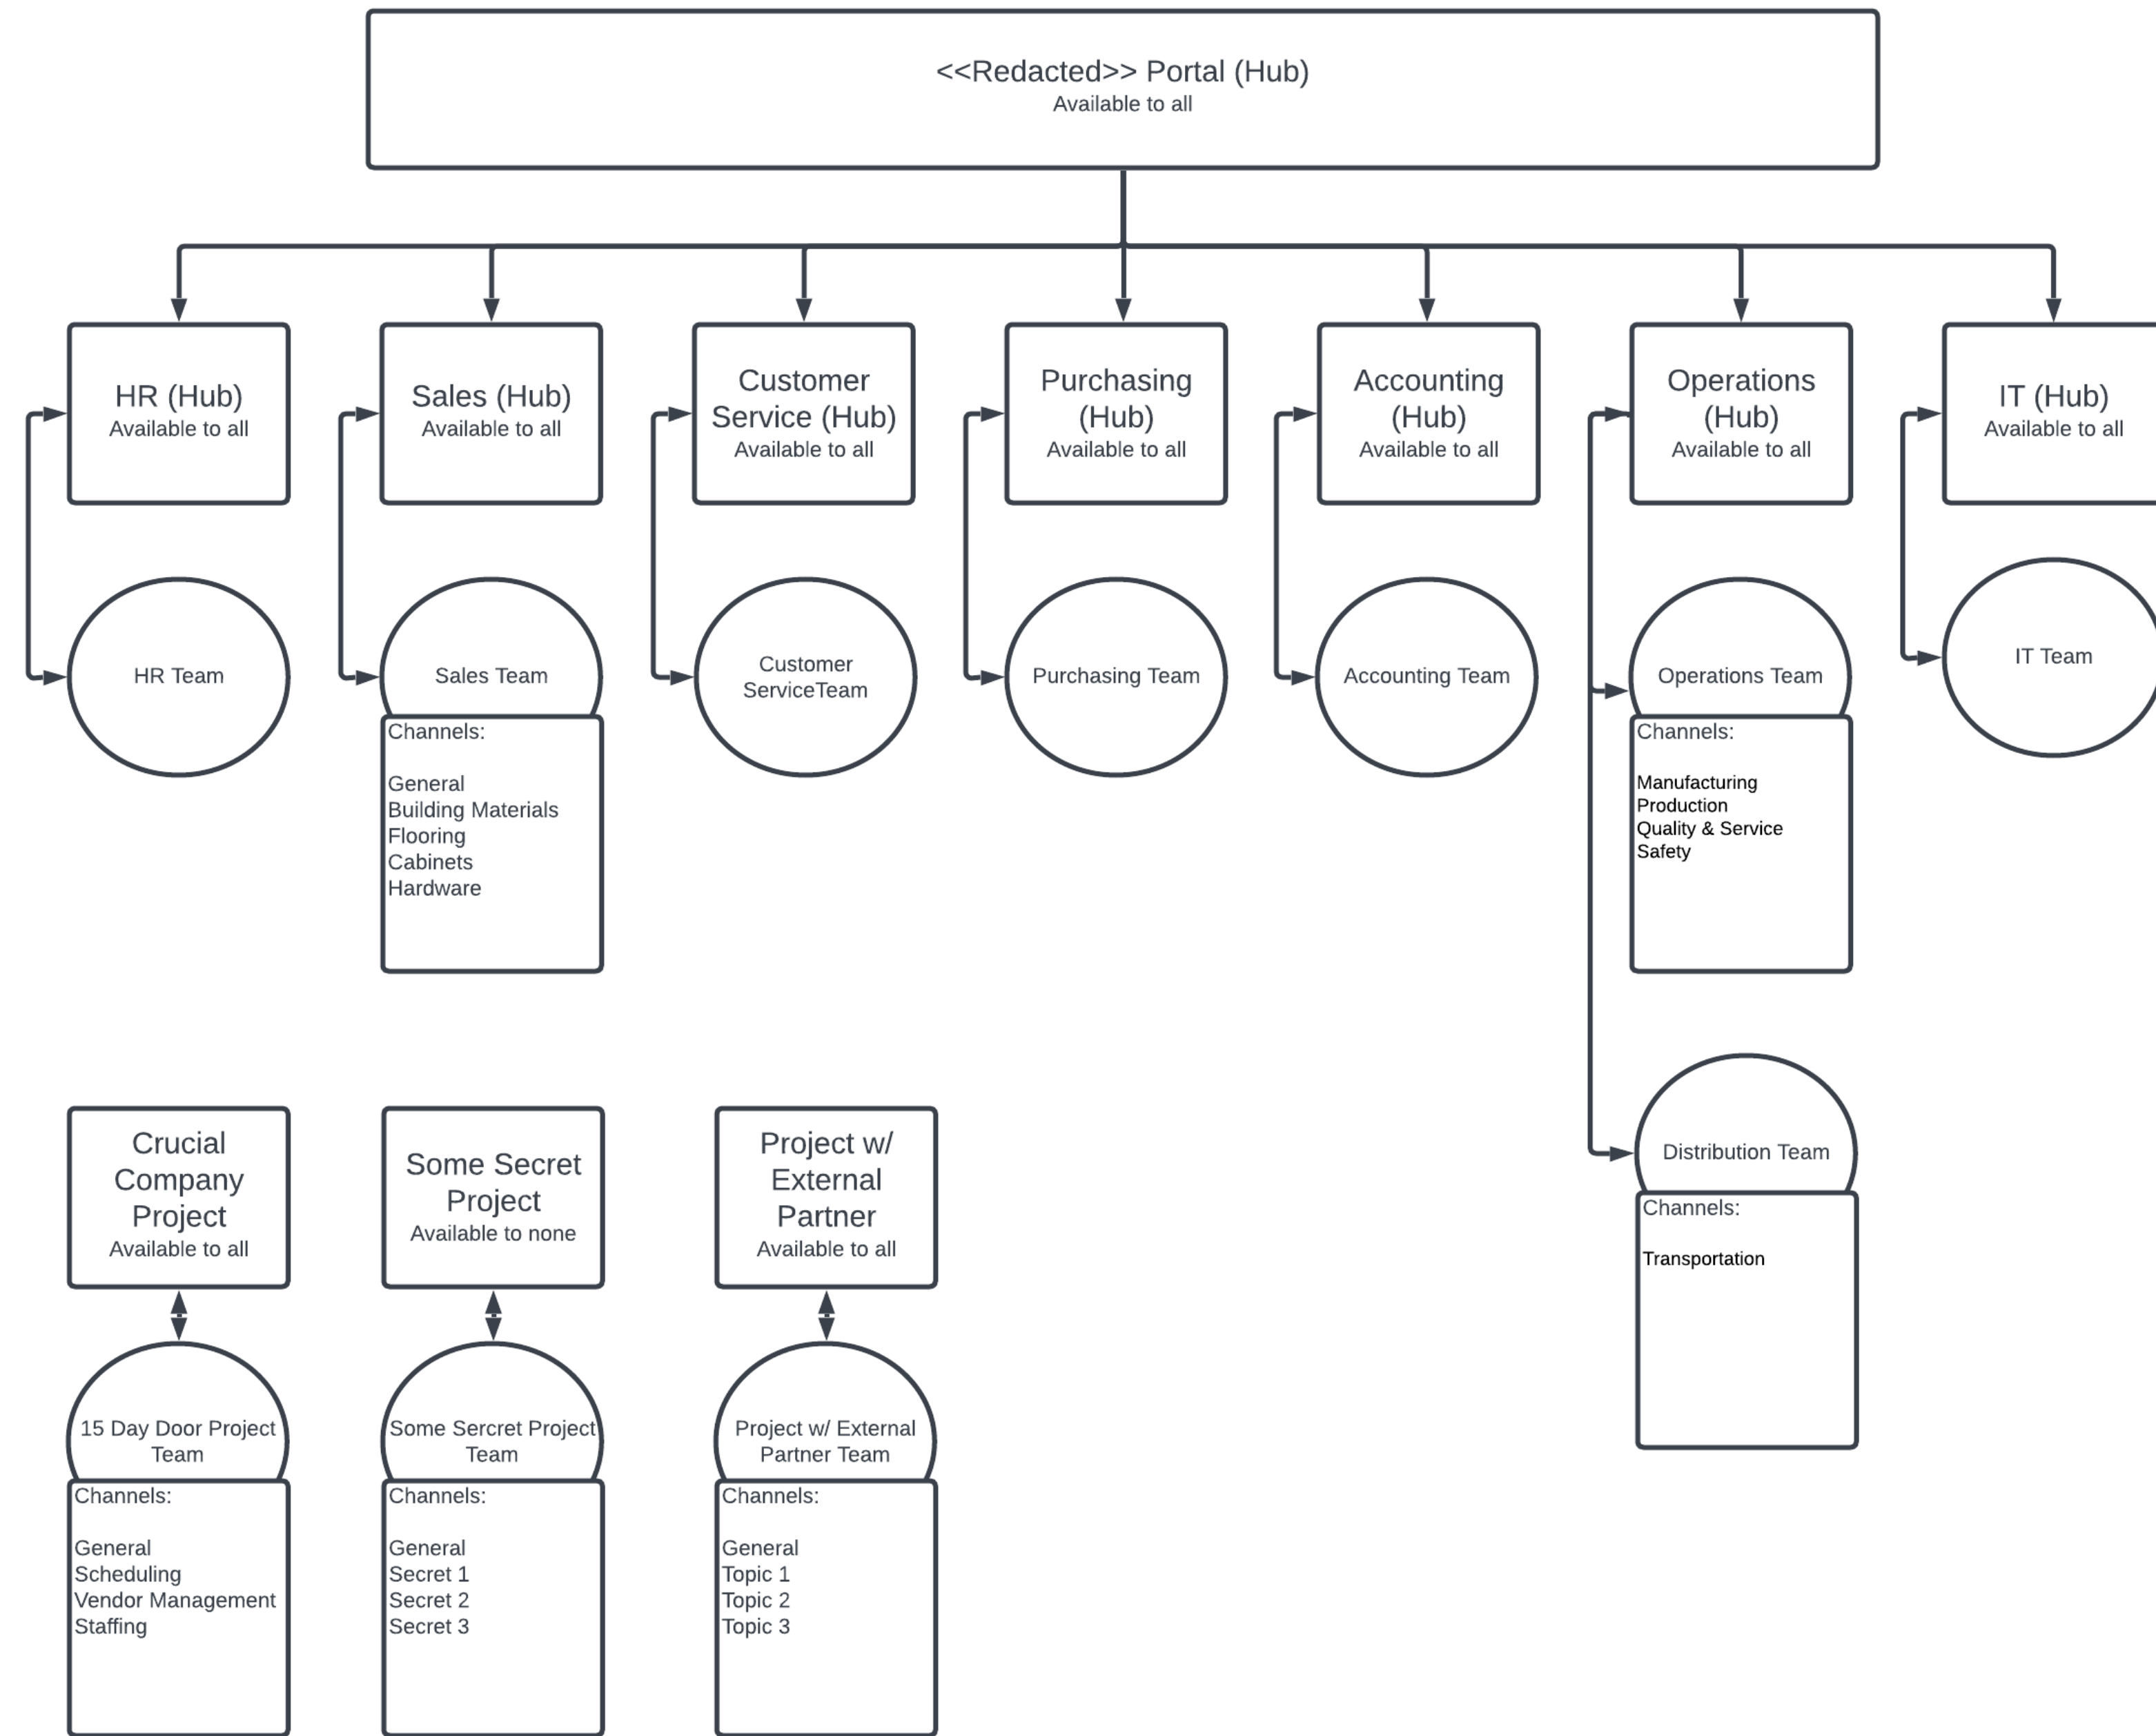 <<Redacted>> Portal (Hub)
Available to all
HR (Hub)
Available to all
Sales (Hub)
Available to all
Customer
Service (Hub)
Available to all
Purchasing
(Hub)
Available to all
Accounting
(Hub)
Available to all
Operations
(Hub)
Available to all
IT (Hub)
Available to all
HR Team
Sales Team
Channels:
General
Building Materials
Flooring
Cabinets
Hardware
Customer
ServiceTeam
Purchasing Team
Accounting Team
Operations Team
Channels:
Manufacturing
Production
Quality & Service
Safety
IT Team
Distribution Team
Channels:
Transportation
Crucial
Company
Project
Available to all
Some Secret
Project
Available to none
Project w/
External
Partner
Available to all
15 Day Door Project
Team
Channels:
General
Scheduling
Vendor Management
Staffing
Some Sercret Project
Team
Channels:
General
Secret 1
Secret 2
Secret 3
Project w/ External
Partner Team
Channels:
General
Topic 1
Topic 2
Topic 3